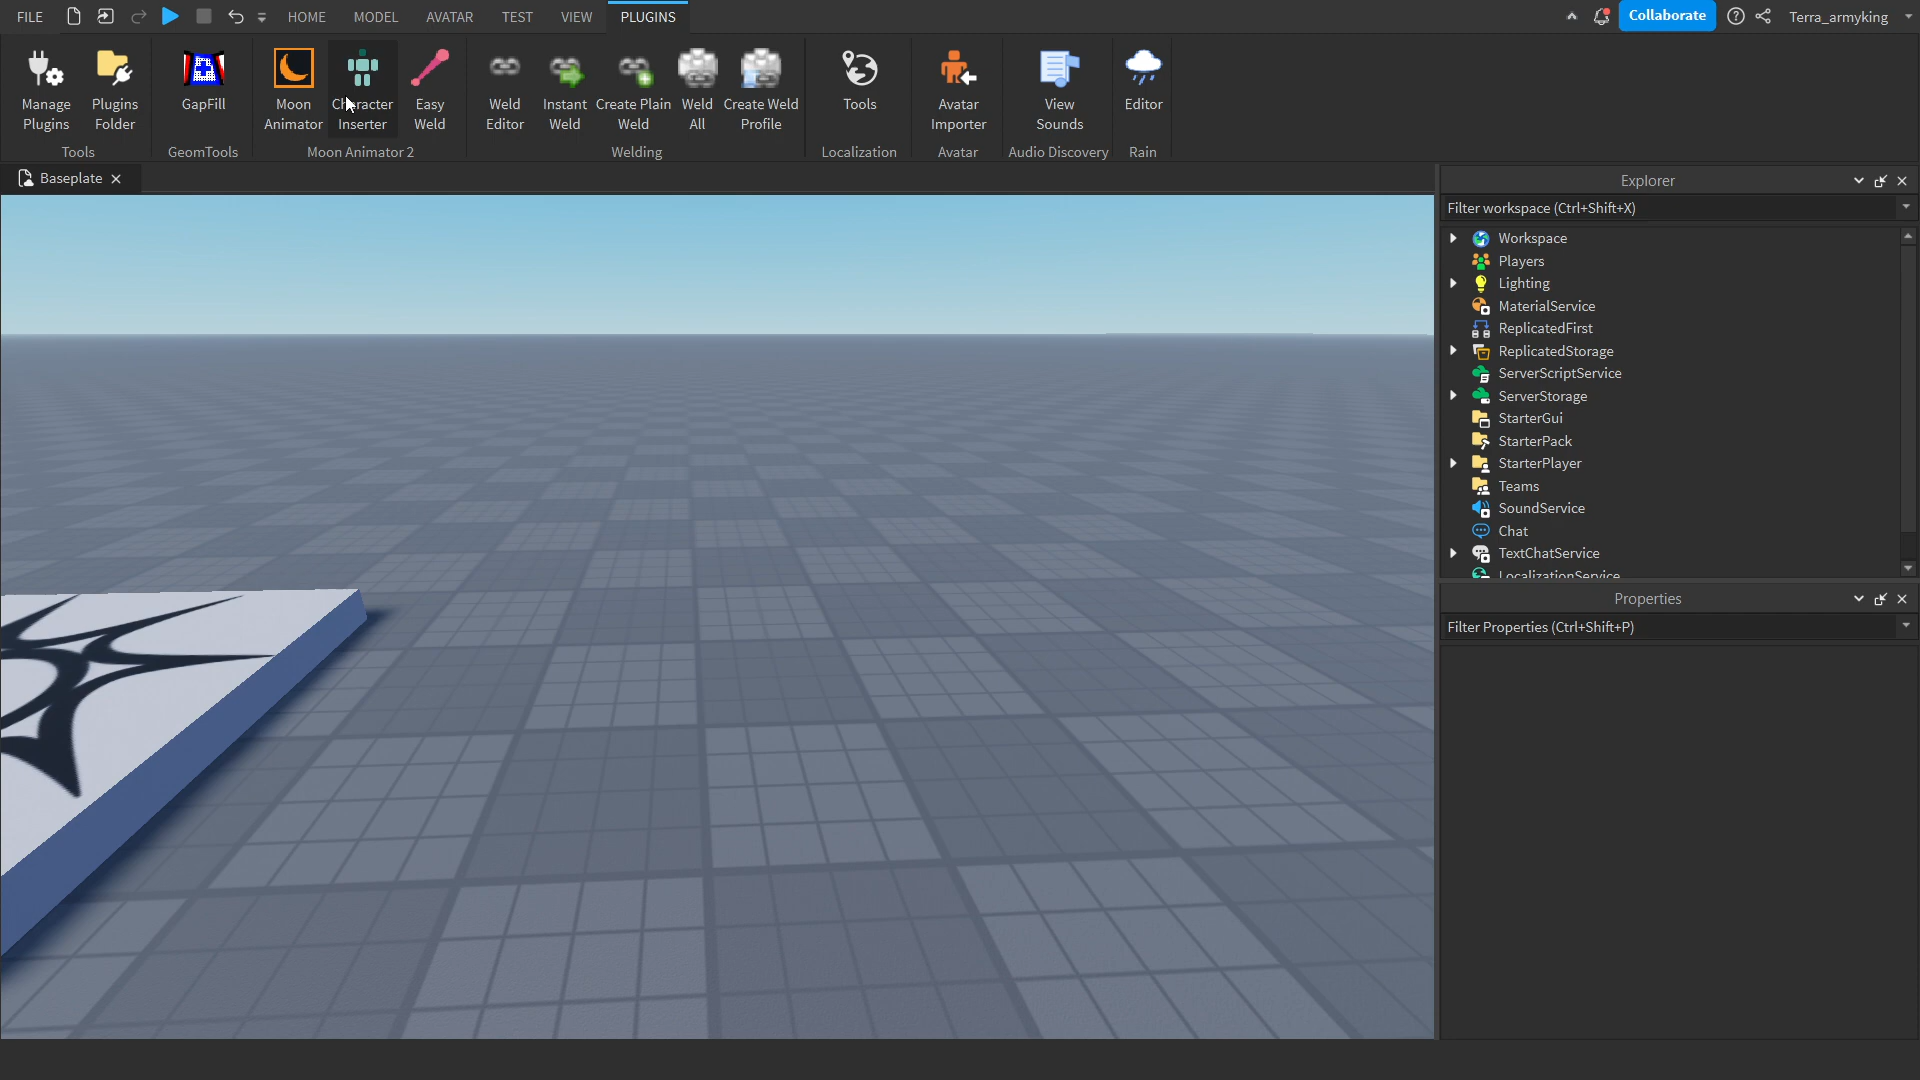 FILE HOME MODEL AVATAR TEST VIEW PLUGINS Collaborate Terra_armyking
Manage Plugins
Plugins Folder
GapFill
Moon Animator
Character Inserter
Easy Weld
Weld Editor
Instant Weld
Create Plain Weld
Weld All
Create Weld Profile
Tools
Avatar Importer
View Sounds
Editor
Tools GeomTools Moon Animator 2 Welding Localization Avatar Audio Discovery Rain
Baseplate
Explorer
Filter workspace (Ctrl+Shift+X)
Workspace
Players
Lighting
MaterialService
ReplicatedFirst
ReplicatedStorage
ServerScriptService
ServerStorage
StarterGui
StarterPack
StarterPlayer
Teams
SoundService
Chat
TextChatService
LocalizationService
Properties
Filter Properties (Ctrl+Shift+P)